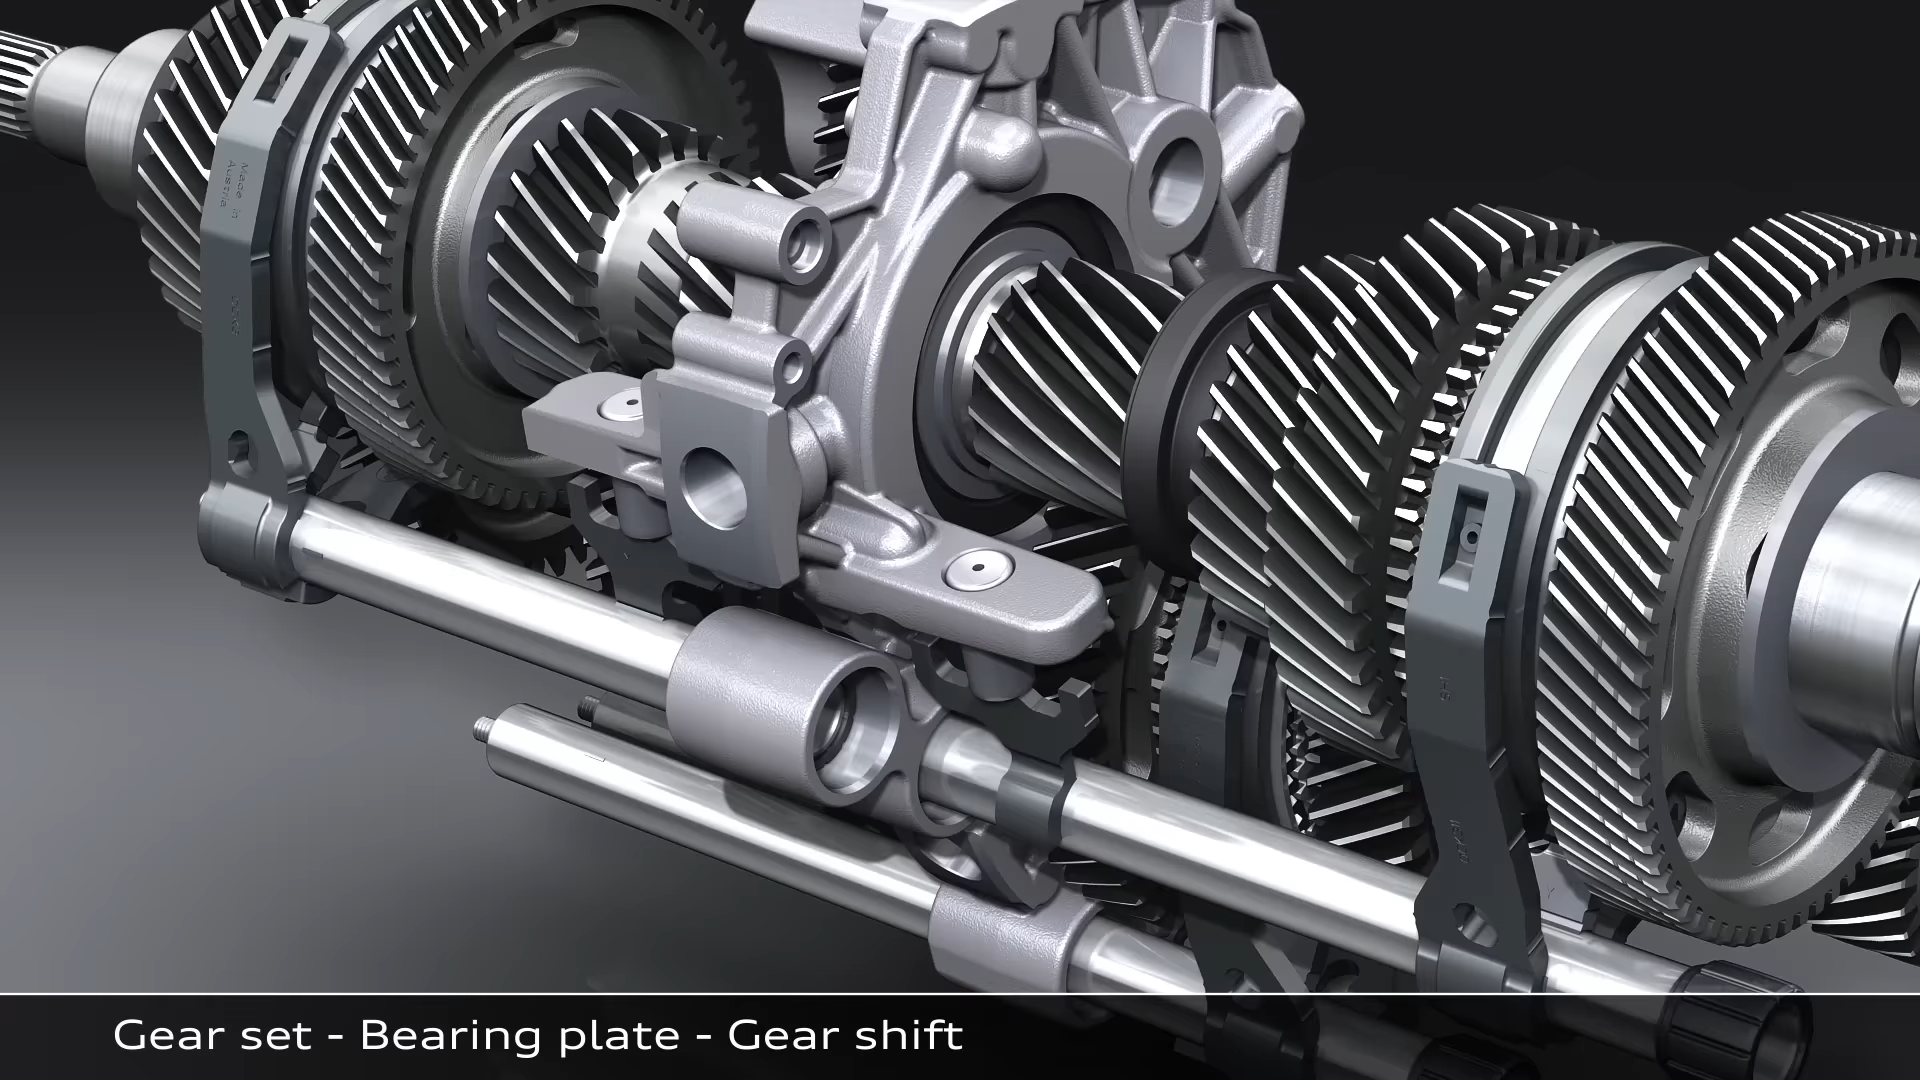 Made in
Austria
Gear set - Bearing plate - Gear shift